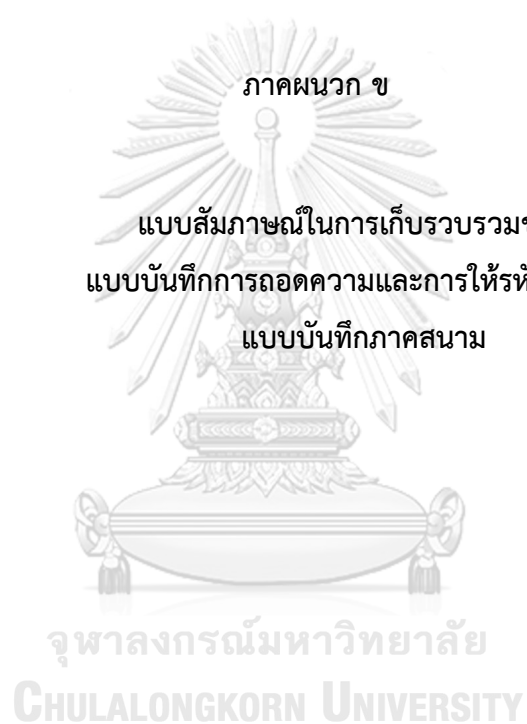 ภาคผนวก ข
แบบสัมภาษณ์ในการเก็บรวบรวม
แบบบันทึกการถอดความและการให้
แบบบันทึกภาคสนาม
จุฬาลงกรณ์มหาวิทยาลัย
CHULALONGKORN UNIVERSITY